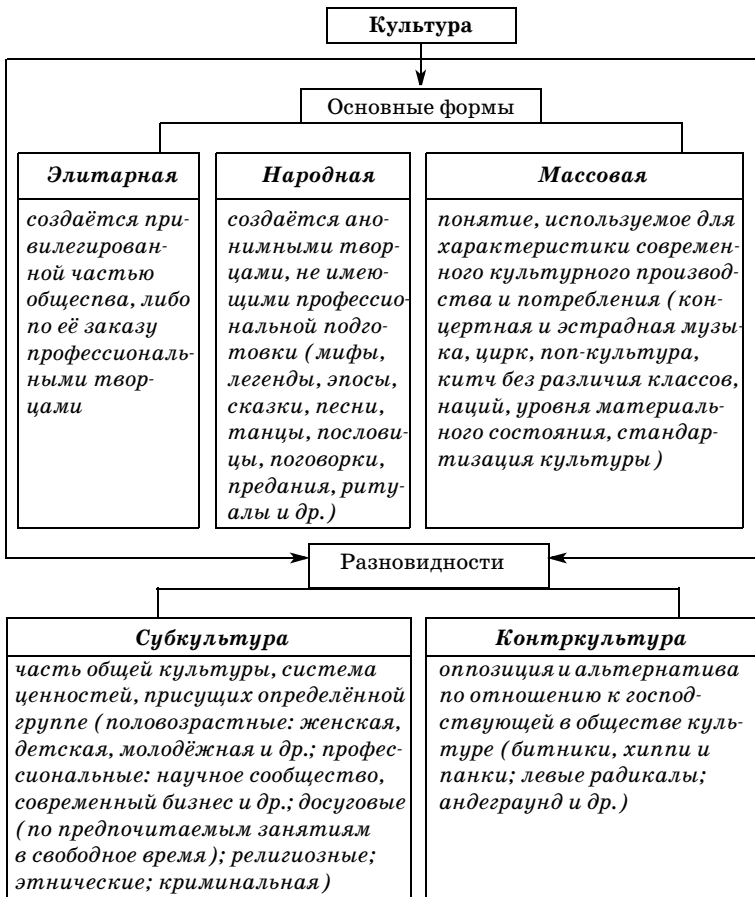 Культура
Основные формы
Элитарная
создаётся при-
вилегирован-
ной частью
общеспва, либо
по её заказу
профессиональ-
ными твор-
цами
Народная
создаётся ано-
нимными твор-
цами, не имею-
щими профессио-
нальной подго-
товки (мифы,
легенды, эпосы,
сказки, песни,
танцы, послови-
цы, поговорки,
предания, риту-
алы и др.)
Массовая
понятие, используемое для
характеристики современ-
ного культурного производ-
ства и потребления (кон-
цертная и эстрадная музы-
ка, цирк, поп-культура,
китч без различия классов,
наций, уровня материаль-
ного состояния, стандар-
тизация культуры)
Разновидности
Субкультура
часть общей культуры, система
ценностей, присущих определённой
группе (половозрастные: женская,
детская, молодёжная и др.; профес-
сиональные: научное сообщество,
современный бизнес и др.; досуговые
(по предпочитаемым занятиям
в свободное время); религиозные;
этнические; криминальная)
Контркультура
оппозиция и альтернатива
по отношению к господ-
ствующей в обществе куль-
туре (битники, хиппи и
панки; левые радикалы;
андеграунд и др.)